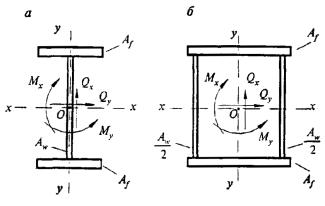 а
y
A_f
M_x
Q_x
Q_y
x
x
O
A_w
M_y
y
A_f
б
y
A_f
M_x
Q_x
Q_y
x
x
O
A_w/2
M_y
A_w/2
y
A_f